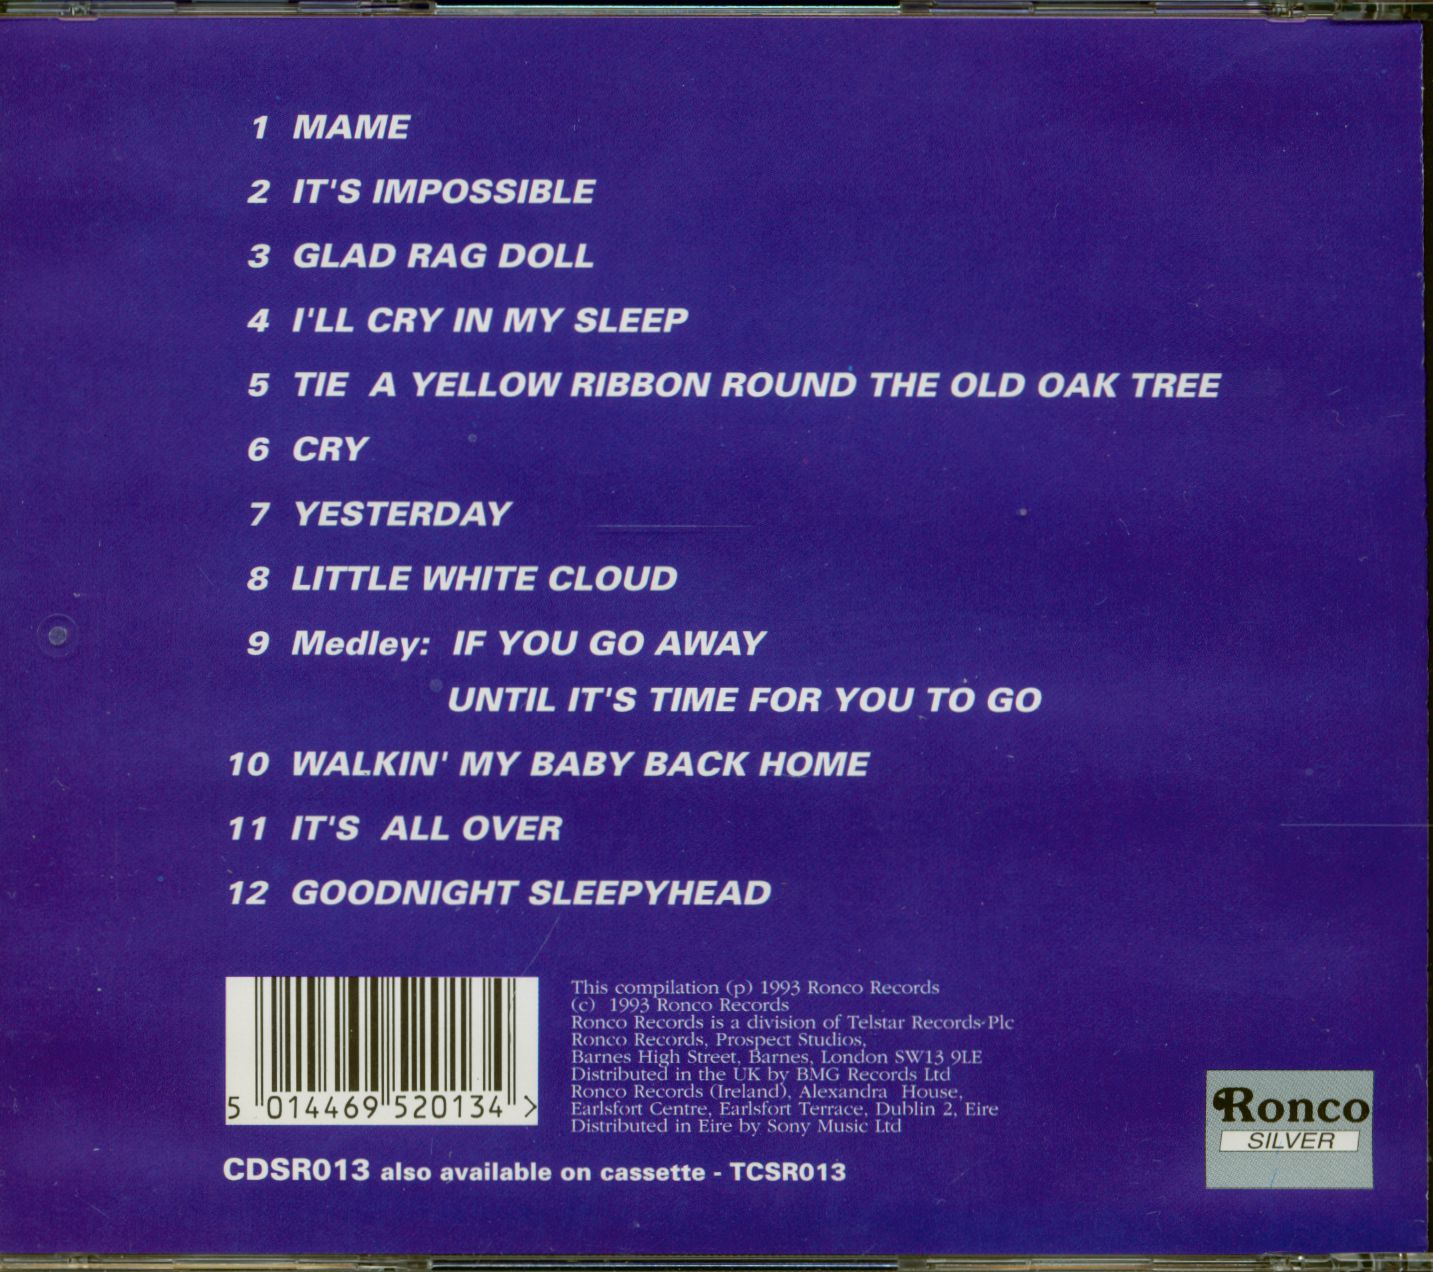 1 MAME
2 IT'S IMPOSSIBLE
3 GLAD RAG DOLL
4 I'LL CRY IN MY SLEEP
5 TIE A YELLOW RIBBON ROUND THE OLD OAK TREE
6 CRY
7 YESTERDAY
8 LITTLE WHITE CLOUD
9 Medley: IF YOU GO AWAY
UNTIL IT'S TIME FOR YOU TO GO
10 WALKIN' MY BABY BACK HOME
11 IT'S ALL OVER
12 GOODNIGHT SLEEPYHEAD
5 014469 520134 >
This compilation (p) 1993 Ronco Records
(c) 1993 Ronco Records
Ronco Records is a division of Telstar Records Plc
Ronco Records, Prospect Studios,
Barnes High Street, Barnes, London SW13 9LE
Distributed in the UK by BMG Records Ltd
Ronco Records (Ireland), Alexandra House,
Earlsfort Centre, Earlsfort Terrace, Dublin 2, Eire
Distributed in Eire by Sony Music Ltd
CDSR013 also available on cassette - TCSR013
Ronco
SILVER